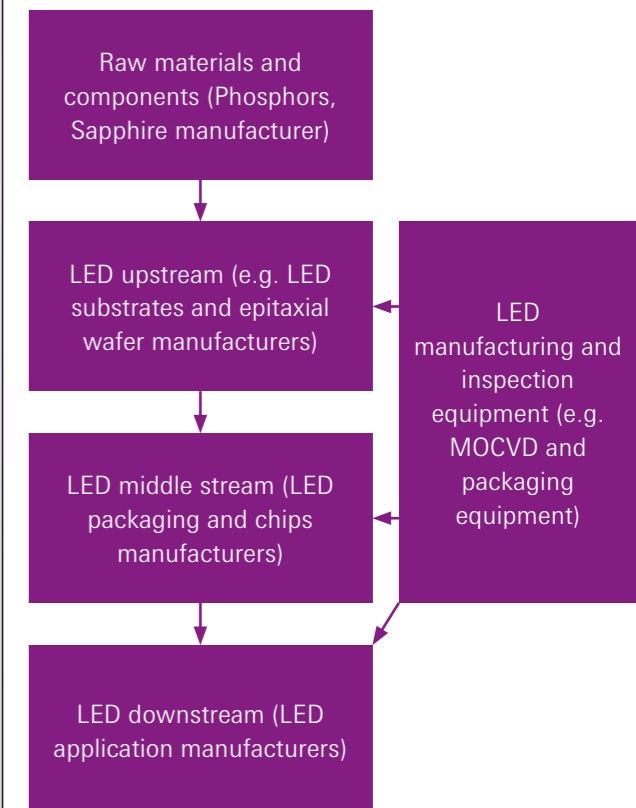 Raw materials and
components (Phosphors,
Sapphire manufacturer)
LED upstream (e.g. LED
substrates and epitaxial
wafer manufacturers)
LED
manufacturing and
inspection
equipment (e.g.
MOCVD and
packaging
equipment)
LED middle stream (LED
packaging and chips
manufacturers)
LED downstream (LED
application manufacturers)